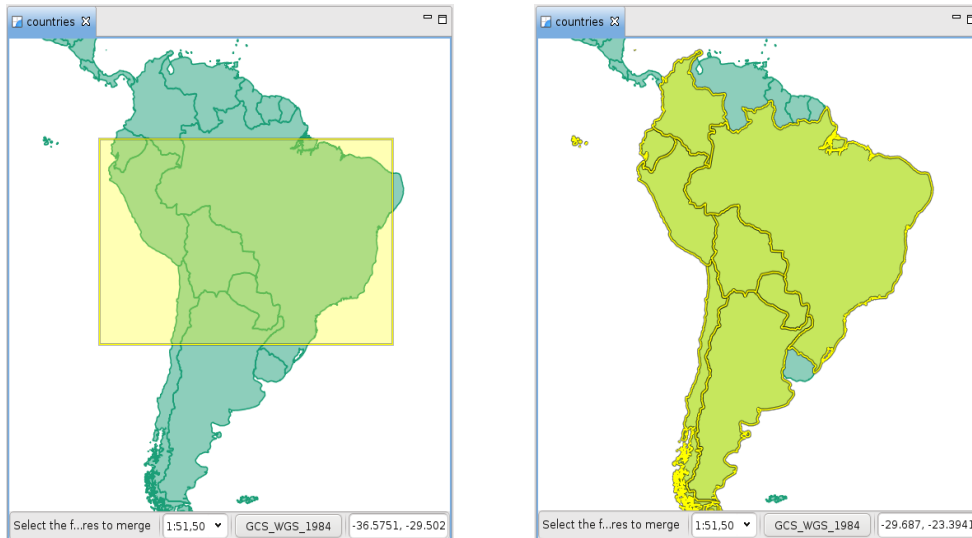 countries
Select the f...res to merge 1:51,50 GCS_WGS_1984 -36.5751, -29.502
countries
Select the f...res to merge 1:51,50 GCS_WGS_1984 -29.687, -23.3941